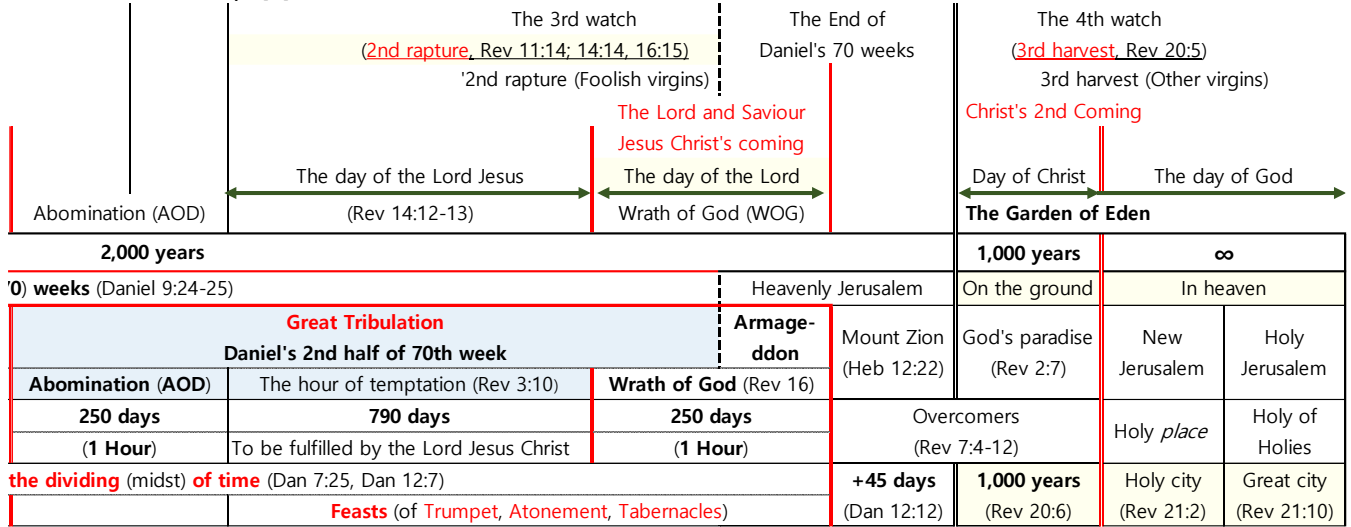 The 3rd watch
(2nd rapture, Rev 11:14; 14:14, 16:15)
'2nd rapture (Foolish virgins)
The End of
Daniel's 70 weeks
The 4th watch
(3rd harvest, Rev 20:5)
3rd harvest (Other virgins)
The Lord and Saviour
Jesus Christ's coming
Christ's 2nd Coming
The day of the Lord Jesus
The day of the Lord
Day of Christ
The day of God
Abomination (AOD)
(Rev 14:12-13)
Wrath of God (WOG)
The Garden of Eden
2,000 years
1,000 years
∞
0) weeks (Daniel 9:24-25)
Heavenly Jerusalem
On the ground
In heaven
Great Tribulation
Daniel's 2nd half of 70th week
Armage-
ddon
Mount Zion
(Heb 12:22)
God's paradise
(Rev 2:7)
New
Jerusalem
Holy
Jerusalem
Abomination (AOD)
The hour of temptation (Rev 3:10)
Wrath of God (Rev 16)
250 days
790 days
250 days
(1 Hour)
To be fulfilled by the Lord Jesus Christ
(1 Hour)
Overcomers
(Rev 7:4-12)
Holy place
Holy of
Holies
the dividing (midst) of time (Dan 7:25, Dan 12:7)
Feasts (of Trumpet, Atonement, Tabernacles)
+45 days
(Dan 12:12)
1,000 years
(Rev 20:6)
Holy city
(Rev 21:2)
Great city
(Rev 21:10)